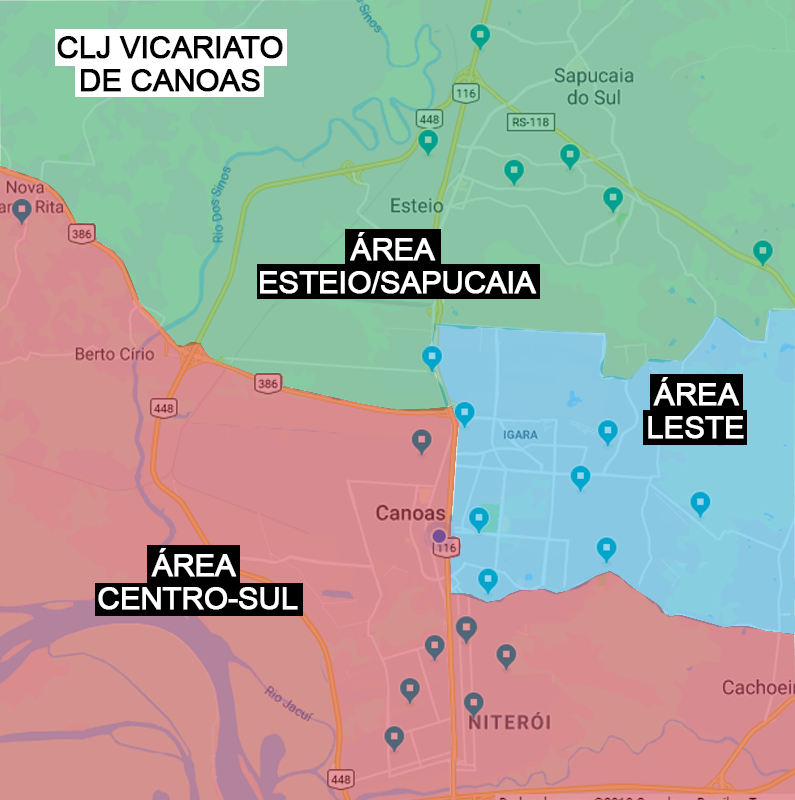 CLJ VICARIATO
DE CANOAS
Sapucaia
do Sul
116
448
RS-118
Rio Dos Sinos
Esteio
Nova
Rita
386
ÁREA
ESTEIO/SAPUCAIA
Berto Círio
386
448
ÁREA
LESTE
IGARA
Canoas
116
ÁREA
CENTRO-SUL
Rio Jacuí
Cachoeir
NITERÓI
448